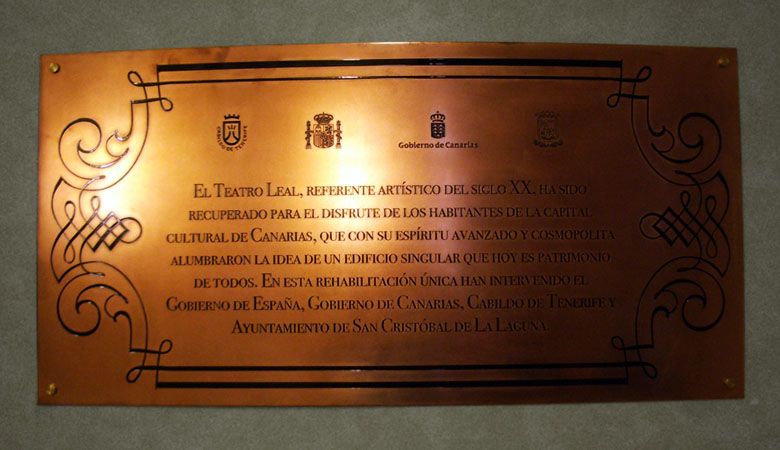 CABILDO DE TENERIFE
Gobierno de Canarias
EL TEATRO LEAL, REFERENTE ARTÍSTICO DEL SIGLO XX, HA SIDO
RECUPERADO PARA EL DISFRUTE DE LOS HABITANTES DE LA CAPITAL
CULTURAL DE CANARIAS, QUE CON SU ESPÍRITU AVANZADO Y COSMOPOLITA
ALUMBRARON LA IDEA DE UN EDIFICIO SINGULAR QUE HOY ES PATRIMONIO
DE TODOS. EN ESTA REHABILITACIÓN ÚNICA HAN INTERVENIDO EL
GOBIERNO DE ESPAÑA, GOBIERNO DE CANARIAS, CABILDO DE TENERIFE Y
AYUNTAMIENTO DE SAN CRISTÓBAL DE LA LAGUNA.